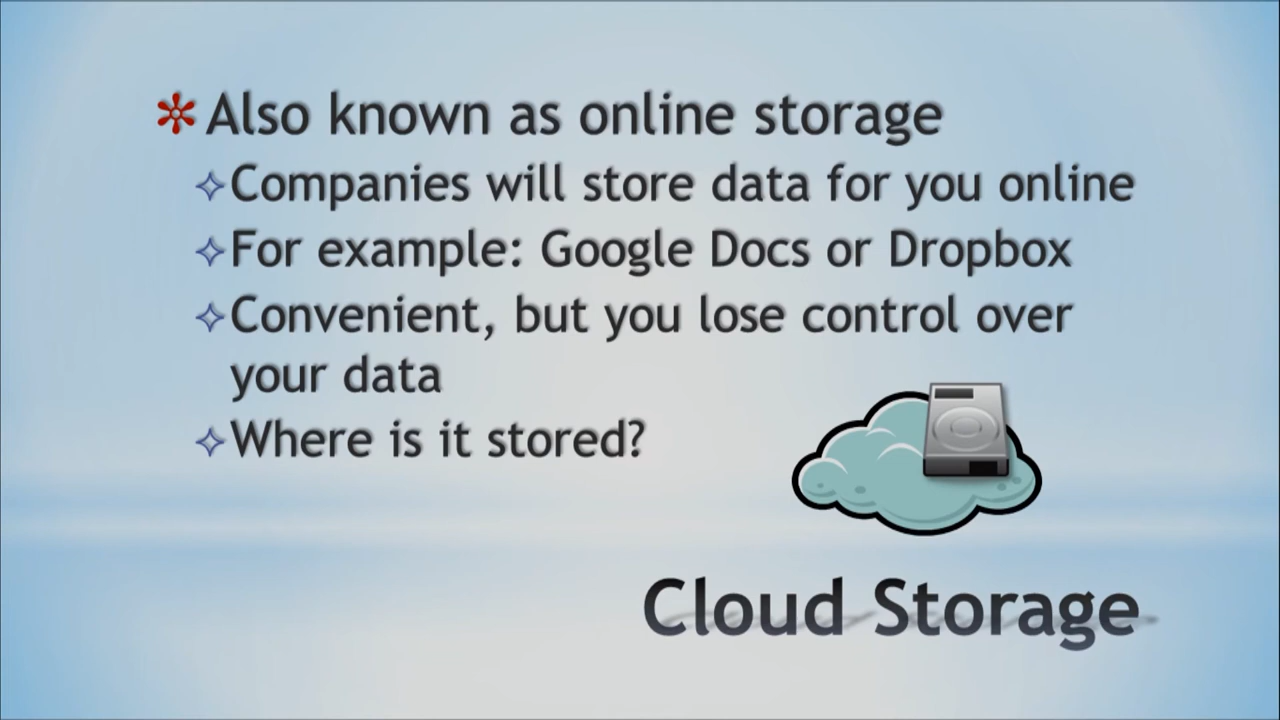 Also known as online storage
Companies will store data for you online
For example: Google Docs or Dropbox
Convenient, but you lose control over
your data
Where is it stored?
Cloud Storage